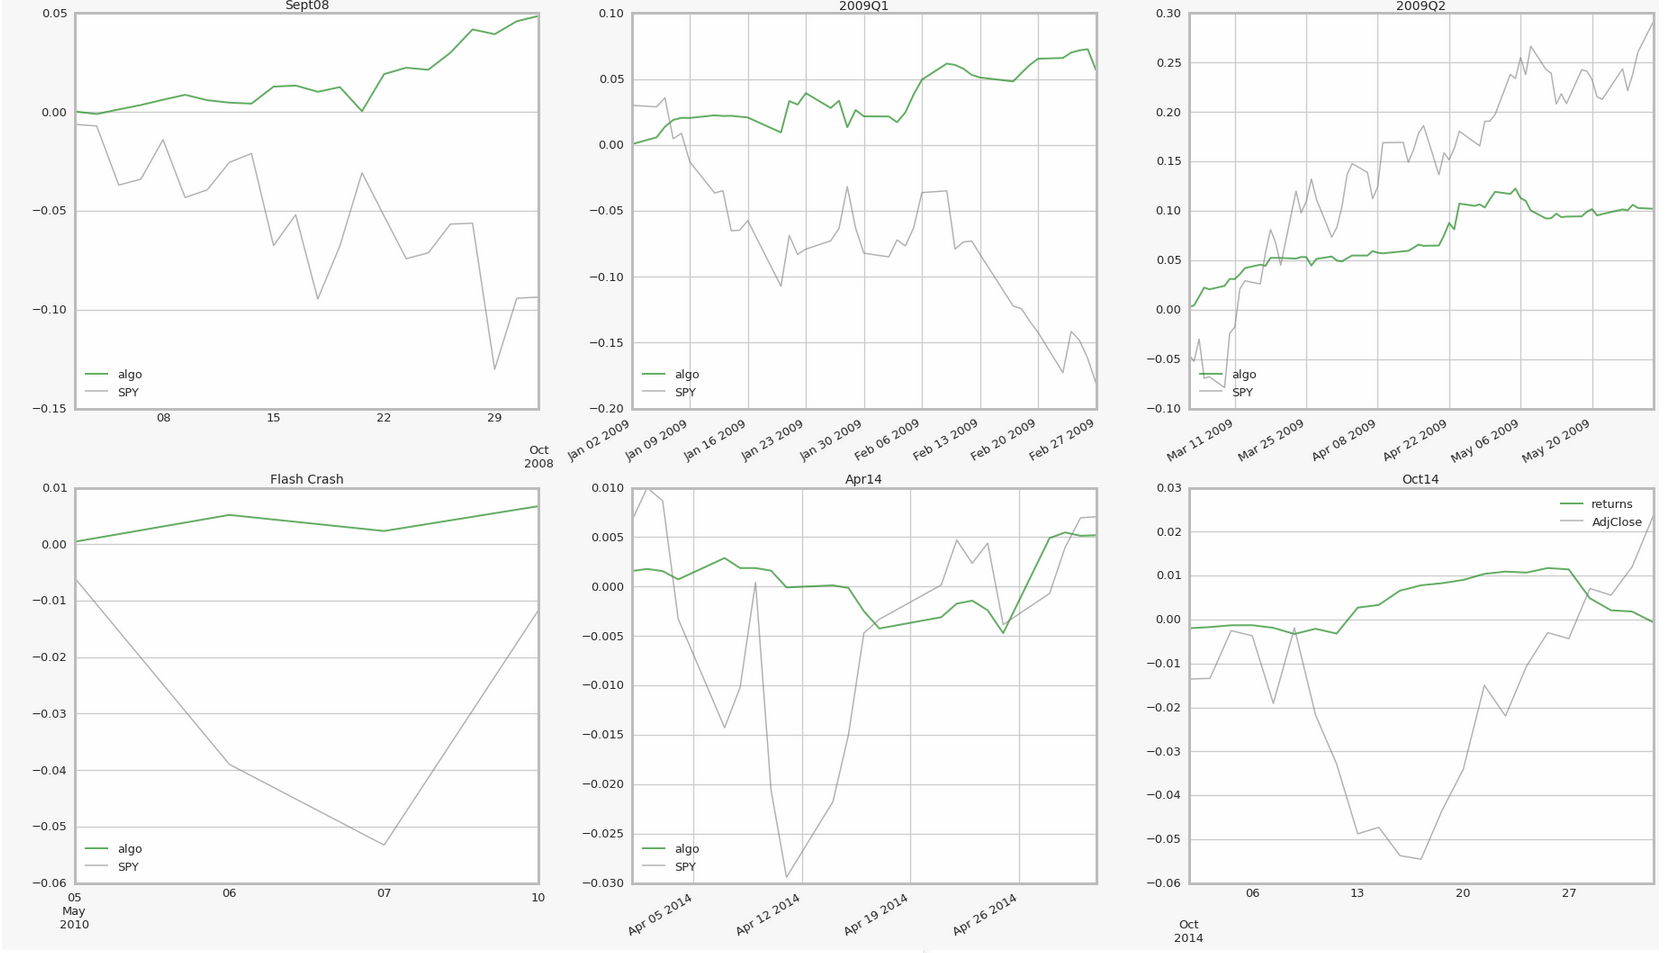 Sept08
0.05
0.00
−0.05
−0.10
−0.15
algo
SPY
08
15
22
29
Oct
2008
2009Q1
0.10
0.05
0.00
−0.05
−0.10
−0.15
−0.20
algo
SPY
Jan 02 2009
Jan 09 2009
Jan 16 2009
Jan 23 2009
Jan 30 2009
Feb 06 2009
Feb 13 2009
Feb 20 2009
Feb 27 2009
2009Q2
0.30
0.25
0.20
0.15
0.10
0.05
0.00
−0.05
−0.10
algo
SPY
Mar 11 2009
Mar 25 2009
Apr 08 2009
Apr 22 2009
May 06 2009
May 20 2009
Flash Crash
0.01
0.00
−0.01
−0.02
−0.03
−0.04
−0.05
−0.06
algo
SPY
05
May
2010
06
07
10
Apr14
0.010
0.005
0.000
−0.005
−0.010
−0.015
−0.020
−0.025
−0.030
algo
SPY
Apr 05 2014
Apr 12 2014
Apr 19 2014
Apr 26 2014
Oct14
0.03
0.02
0.01
0.00
−0.01
−0.02
−0.03
−0.04
−0.05
−0.06
returns
AdjClose
06
13
20
27
Oct
2014